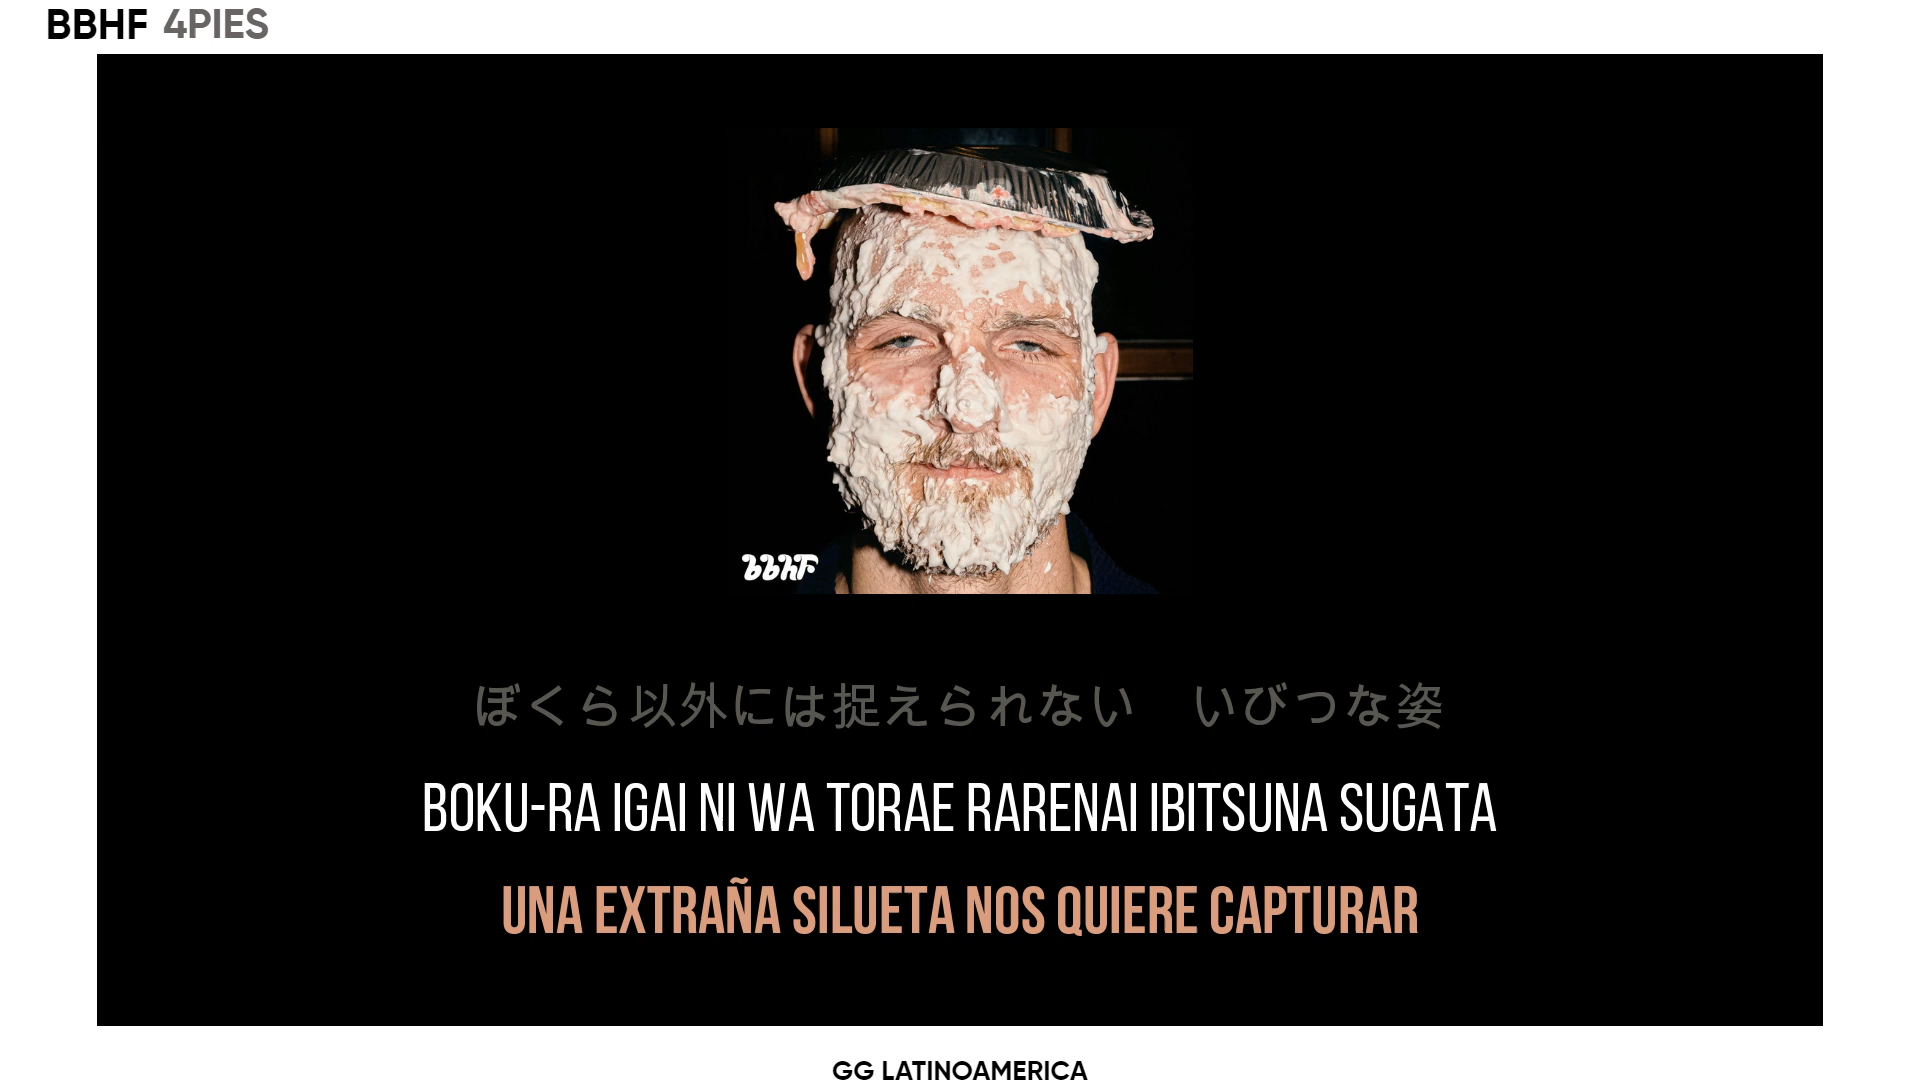 BBHF 4PIES
bbhf
ぼくら以外には捉えられない　いびつな姿
BOKU-RA IGAI NI WA TORAE RARENAI IBITSUNA SUGATA
UNA EXTRAÑA SILUETA NOS QUIERE CAPTURAR
GG LATINOAMERICA